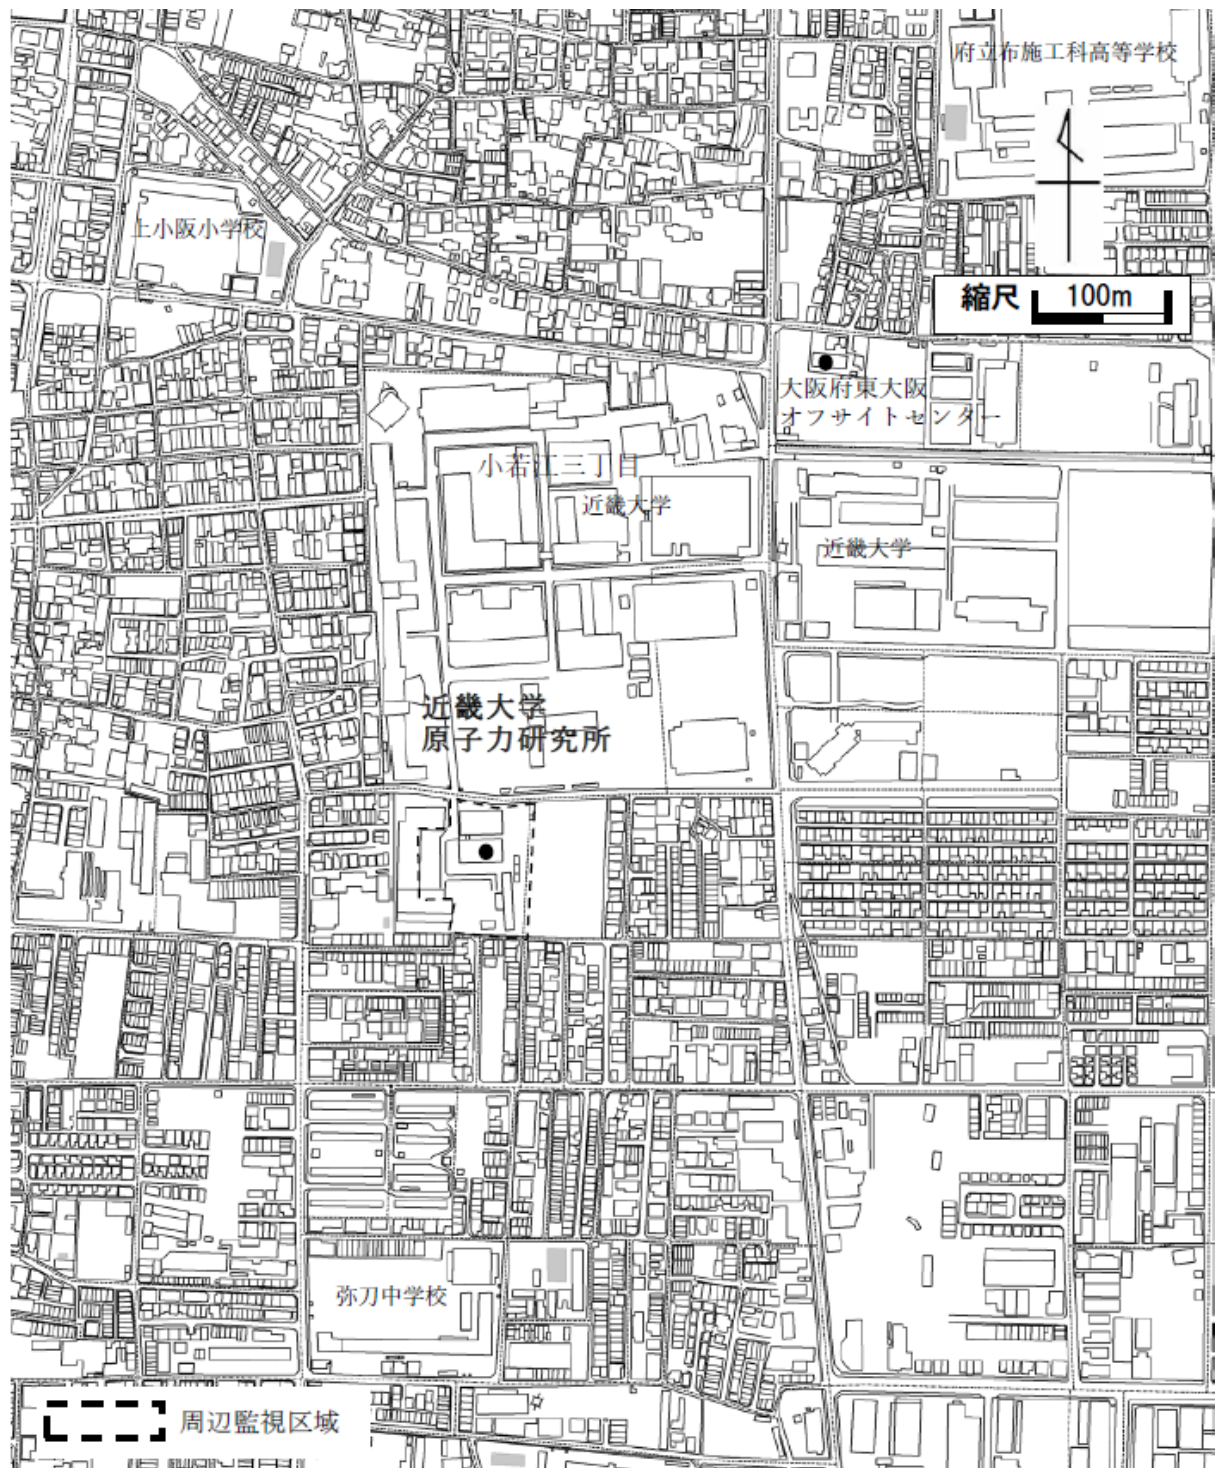 府立布施工科高等学校
上小阪小学校
縮尺 100m
大阪府東大阪
オフサイトセンター
小若江三丁目
近畿大学
近畿大学
近畿大学
原子力研究所
弥刀中学校
周辺監視区域